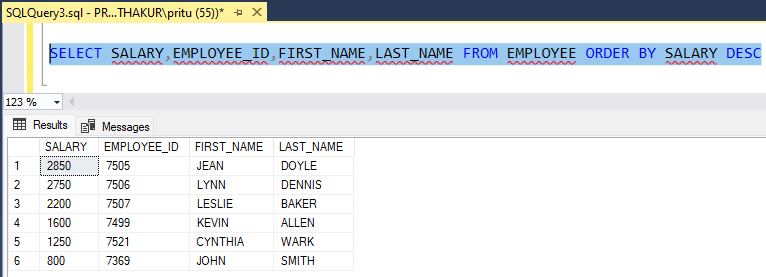 SQLQuery3.sql - PR...THAKUR\pritu (55))*
SELECT SALARY,EMPLOYEE_ID,FIRST_NAME,LAST_NAME FROM EMPLOYEE ORDER BY SALARY DESC
123 %
Results Messages
SALARY EMPLOYEE_ID FIRST_NAME LAST_NAME
1 2850 7505 JEAN DOYLE
2 2750 7506 LYNN DENNIS
3 2200 7507 LESLIE BAKER
4 1600 7499 KEVIN ALLEN
5 1250 7521 CYNTHIA WARK
6 800 7369 JOHN SMITH